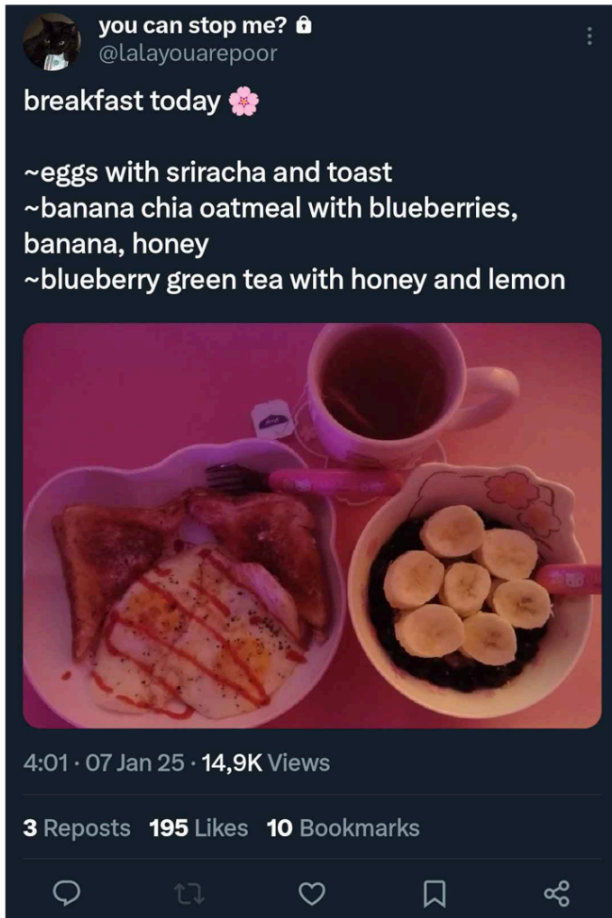 you can stop me? 🔒
@lalayouarepoor
breakfast today 🌸
~eggs with sriracha and toast
~banana chia oatmeal with blueberries,
banana, honey
~blueberry green tea with honey and lemon
4:01 · 07 Jan 25 · 14,9K Views
3 Reposts 195 Likes 10 Bookmarks